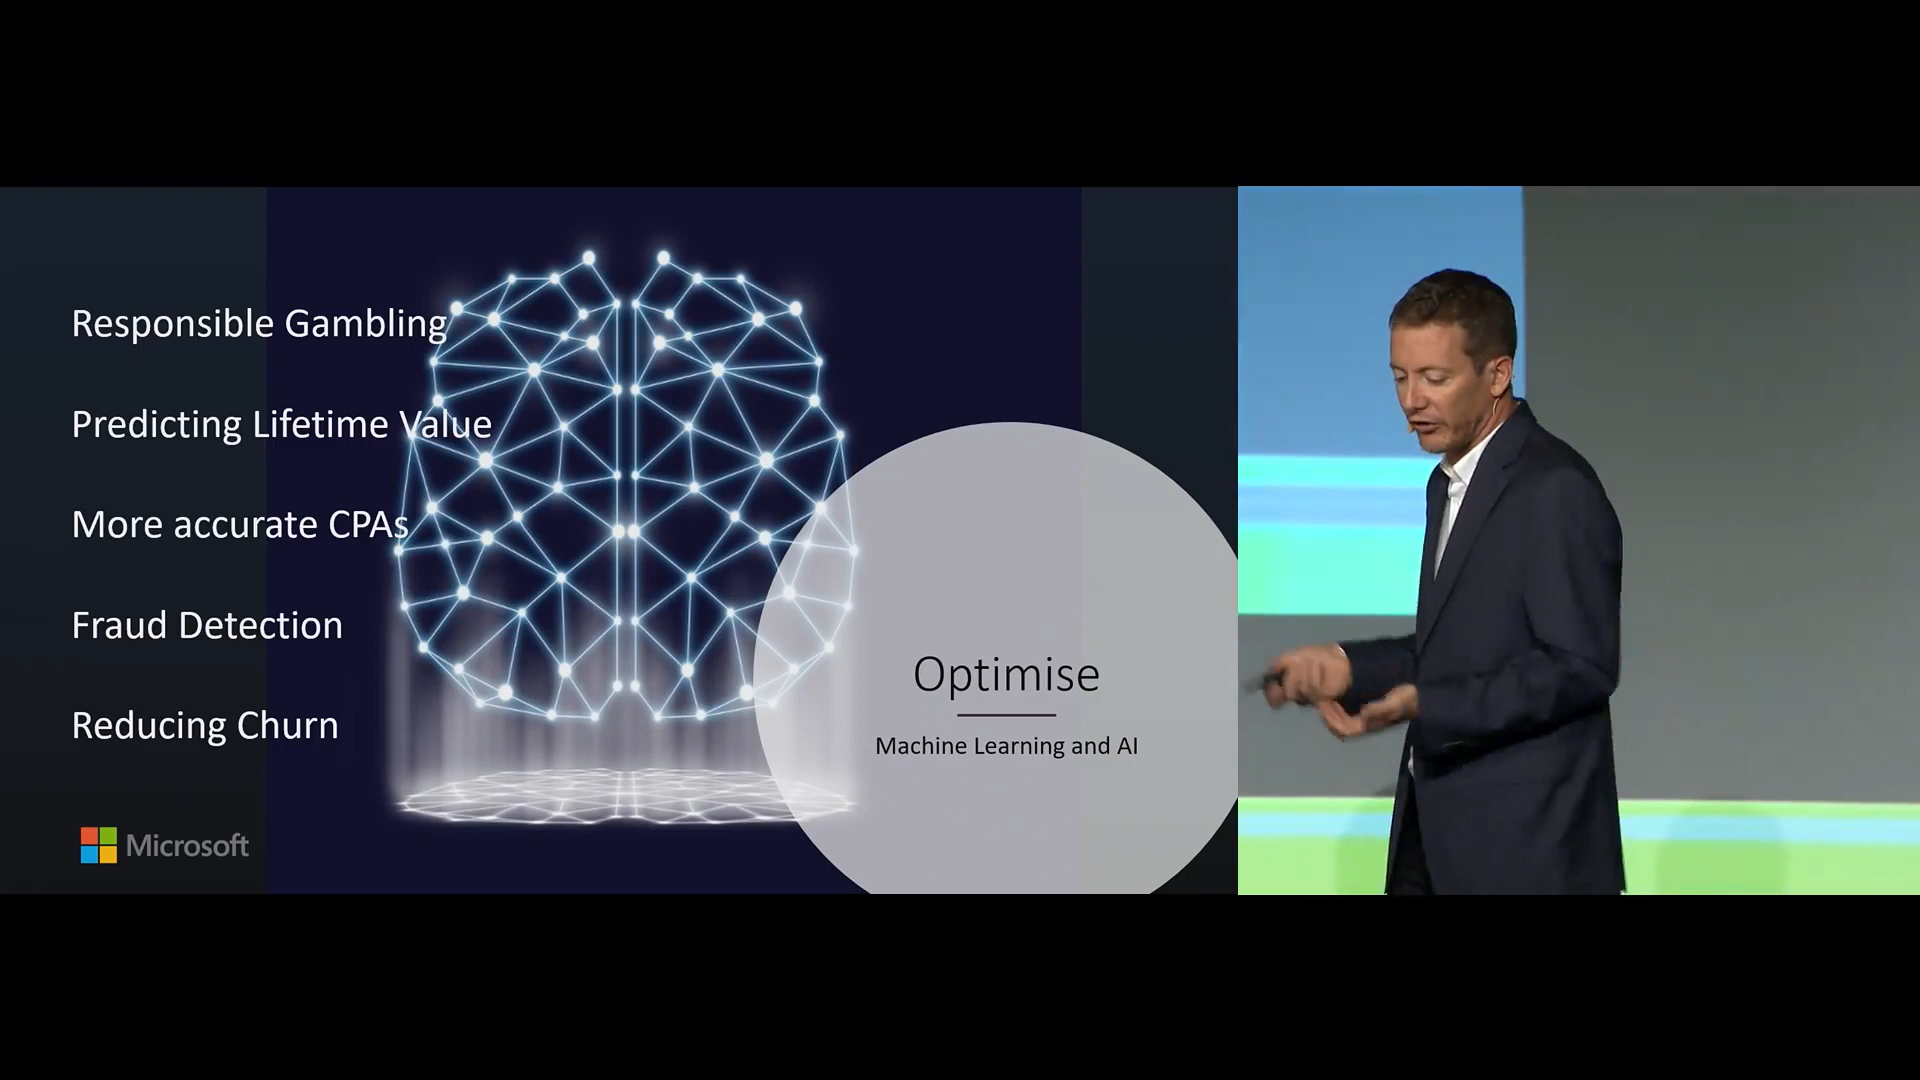 Responsible Gambling
Predicting Lifetime Value
More accurate CPAs
Fraud Detection
Reducing Churn
Microsoft
Optimise
Machine Learning and AI